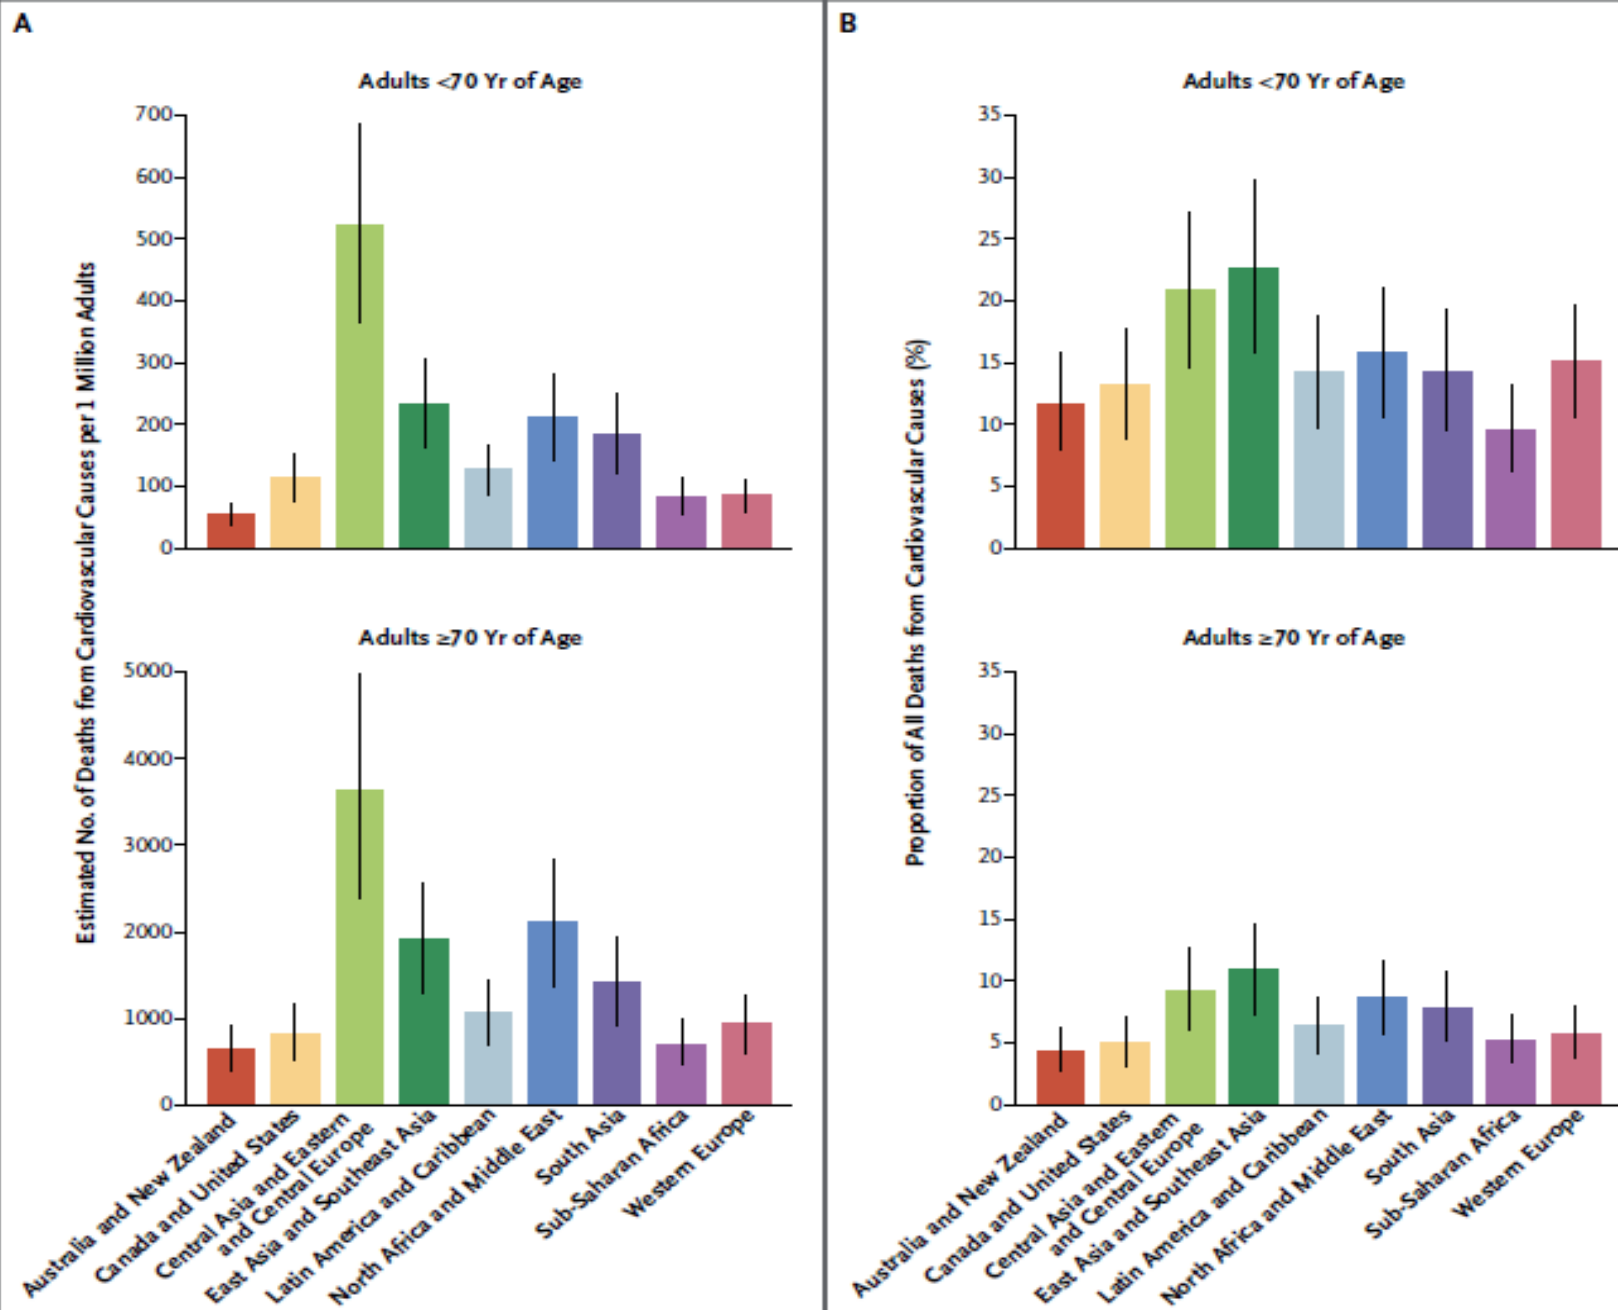 A
Adults <70 Yr of Age
700
600
500
400
300
200
100
0
Estimated No. of Deaths from Cardiovascular Causes per 1 Million Adults
Adults ≥70 Yr of Age
5000
4000
3000
2000
1000
0
Australia and New Zealand
Canada and United States
Central Asia and Eastern
and Central Europe
East Asia and Southeast Asia
Latin America and Caribbean
North Africa and Middle East
South Asia
Sub-Saharan Africa
Western Europe
B
Adults <70 Yr of Age
35
30
25
20
15
10
5
0
Proportion of All Deaths from Cardiovascular Causes (%)
Adults ≥70 Yr of Age
35
30
25
20
15
10
5
0
Australia and New Zealand
Canada and United States
Central Asia and Eastern
and Central Europe
East Asia and Southeast Asia
Latin America and Caribbean
North Africa and Middle East
South Asia
Sub-Saharan Africa
Western Europe